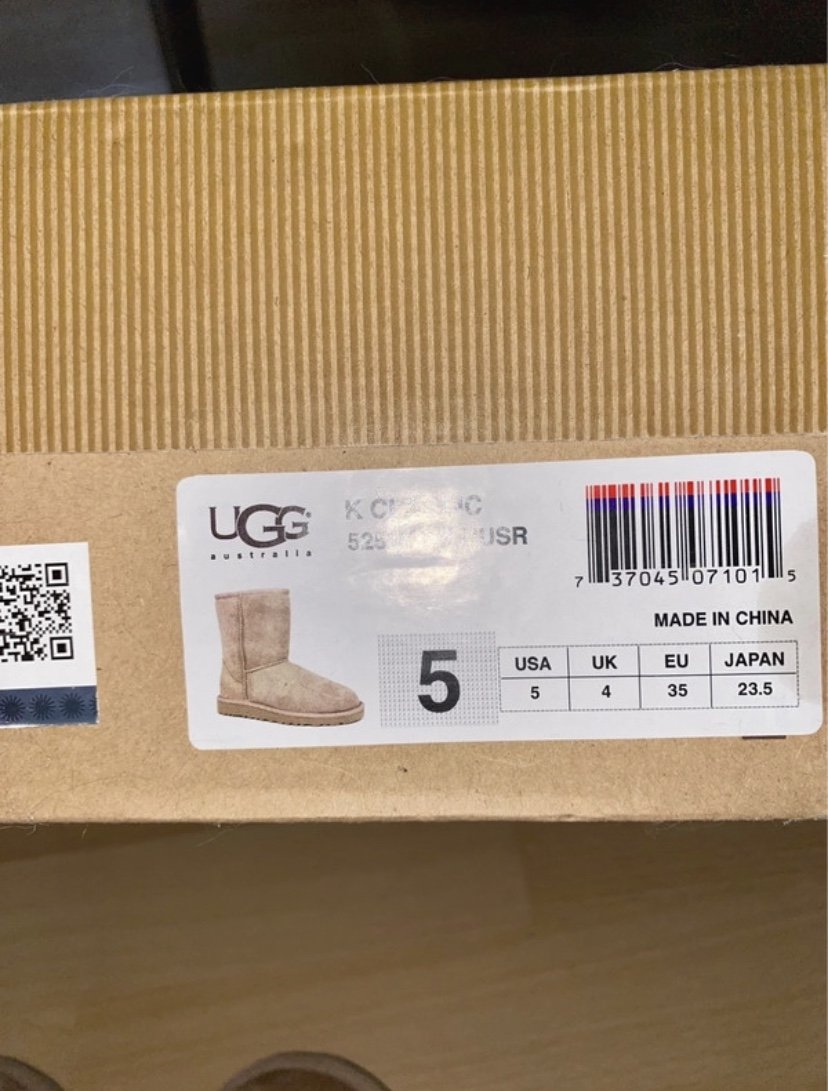 UGG
australia
K
USR
7 37045 07101 5
MADE IN CHINA
5
USA UK EU JAPAN
5 4 35 23.5